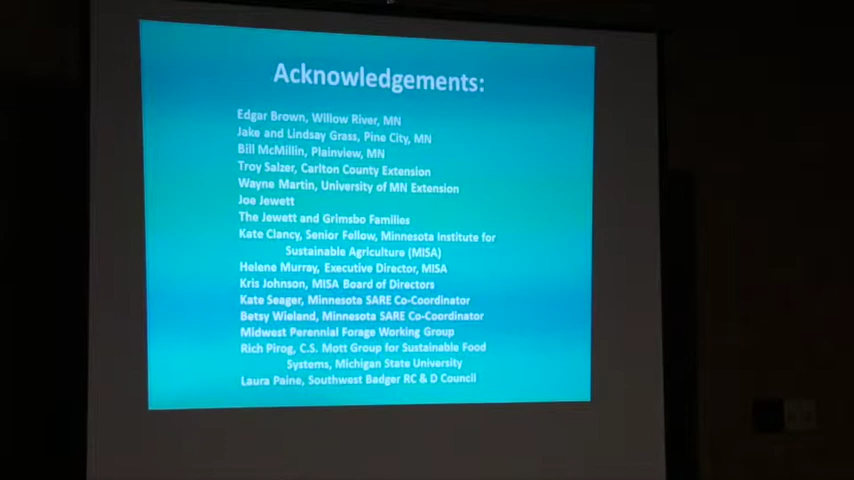 Acknowledgements:
Edgar Brown, Willow River, MN
Jake and Lindsay Grass, Pine City, MN
Bill McMillin, Plainview, MN
Troy Salzer, Carlton County Extension
Wayne Martin, University of MN Extension
Joe Jewett
The Jewett and Grimsbo Families
Kate Clancy, Senior Fellow, Minnesota Institute for
Sustainable Agriculture (MISA)
Helene Murray, Executive Director, MISA
Kris Johnson, MISA Board of Directors
Kate Seager, Minnesota SARE Co-Coordinator
Betsy Wieland, Minnesota SARE Co-Coordinator
Midwest Perennial Forage Working Group
Rich Pirog, C.S. Mott Group for Sustainable Food
Systems, Michigan State University
Laura Paine, Southwest Badger RC & D Council